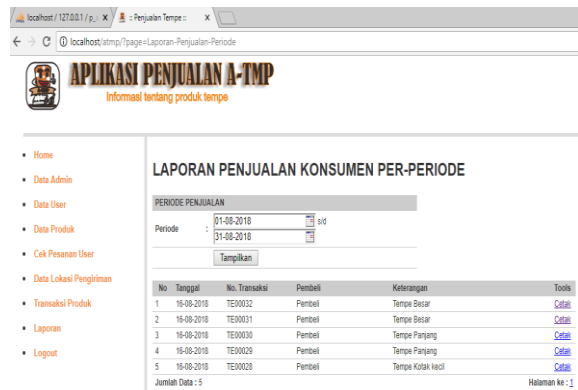 localhost / 127.0.0.1 / p_
:: Penjualan Tempe ::
localhost/atmp/?page=Laporan-Penjualan-Periode
APLIKASI PENJUALAN A-TMP
Informasi tentang produk tempe
Home
Data Admin
Data User
Data Produk
Cek Pesanan User
Data Lokasi Pengiriman
Transaksi Produk
Laporan
Logout
LAPORAN PENJUALAN KONSUMEN PER-PERIODE
PERIODE PENJUALAN
Periode : 01-08-2018 s/d
31-08-2018
Tampilkan
No Tanggal No. Transaksi Pembeli Keterangan Tools
1 16-08-2018 TE00032 Pembeli Tempe Besar Cetak
2 16-08-2018 TE00031 Pembeli Tempe Besar Cetak
3 16-08-2018 TE00030 Pembeli Tempe Panjang Cetak
4 16-08-2018 TE00029 Pembeli Tempe Panjang Cetak
5 16-08-2018 TE00028 Pembeli Tempe Kotak kecil Cetak
Jumlah Data : 5 Halaman ke : 1